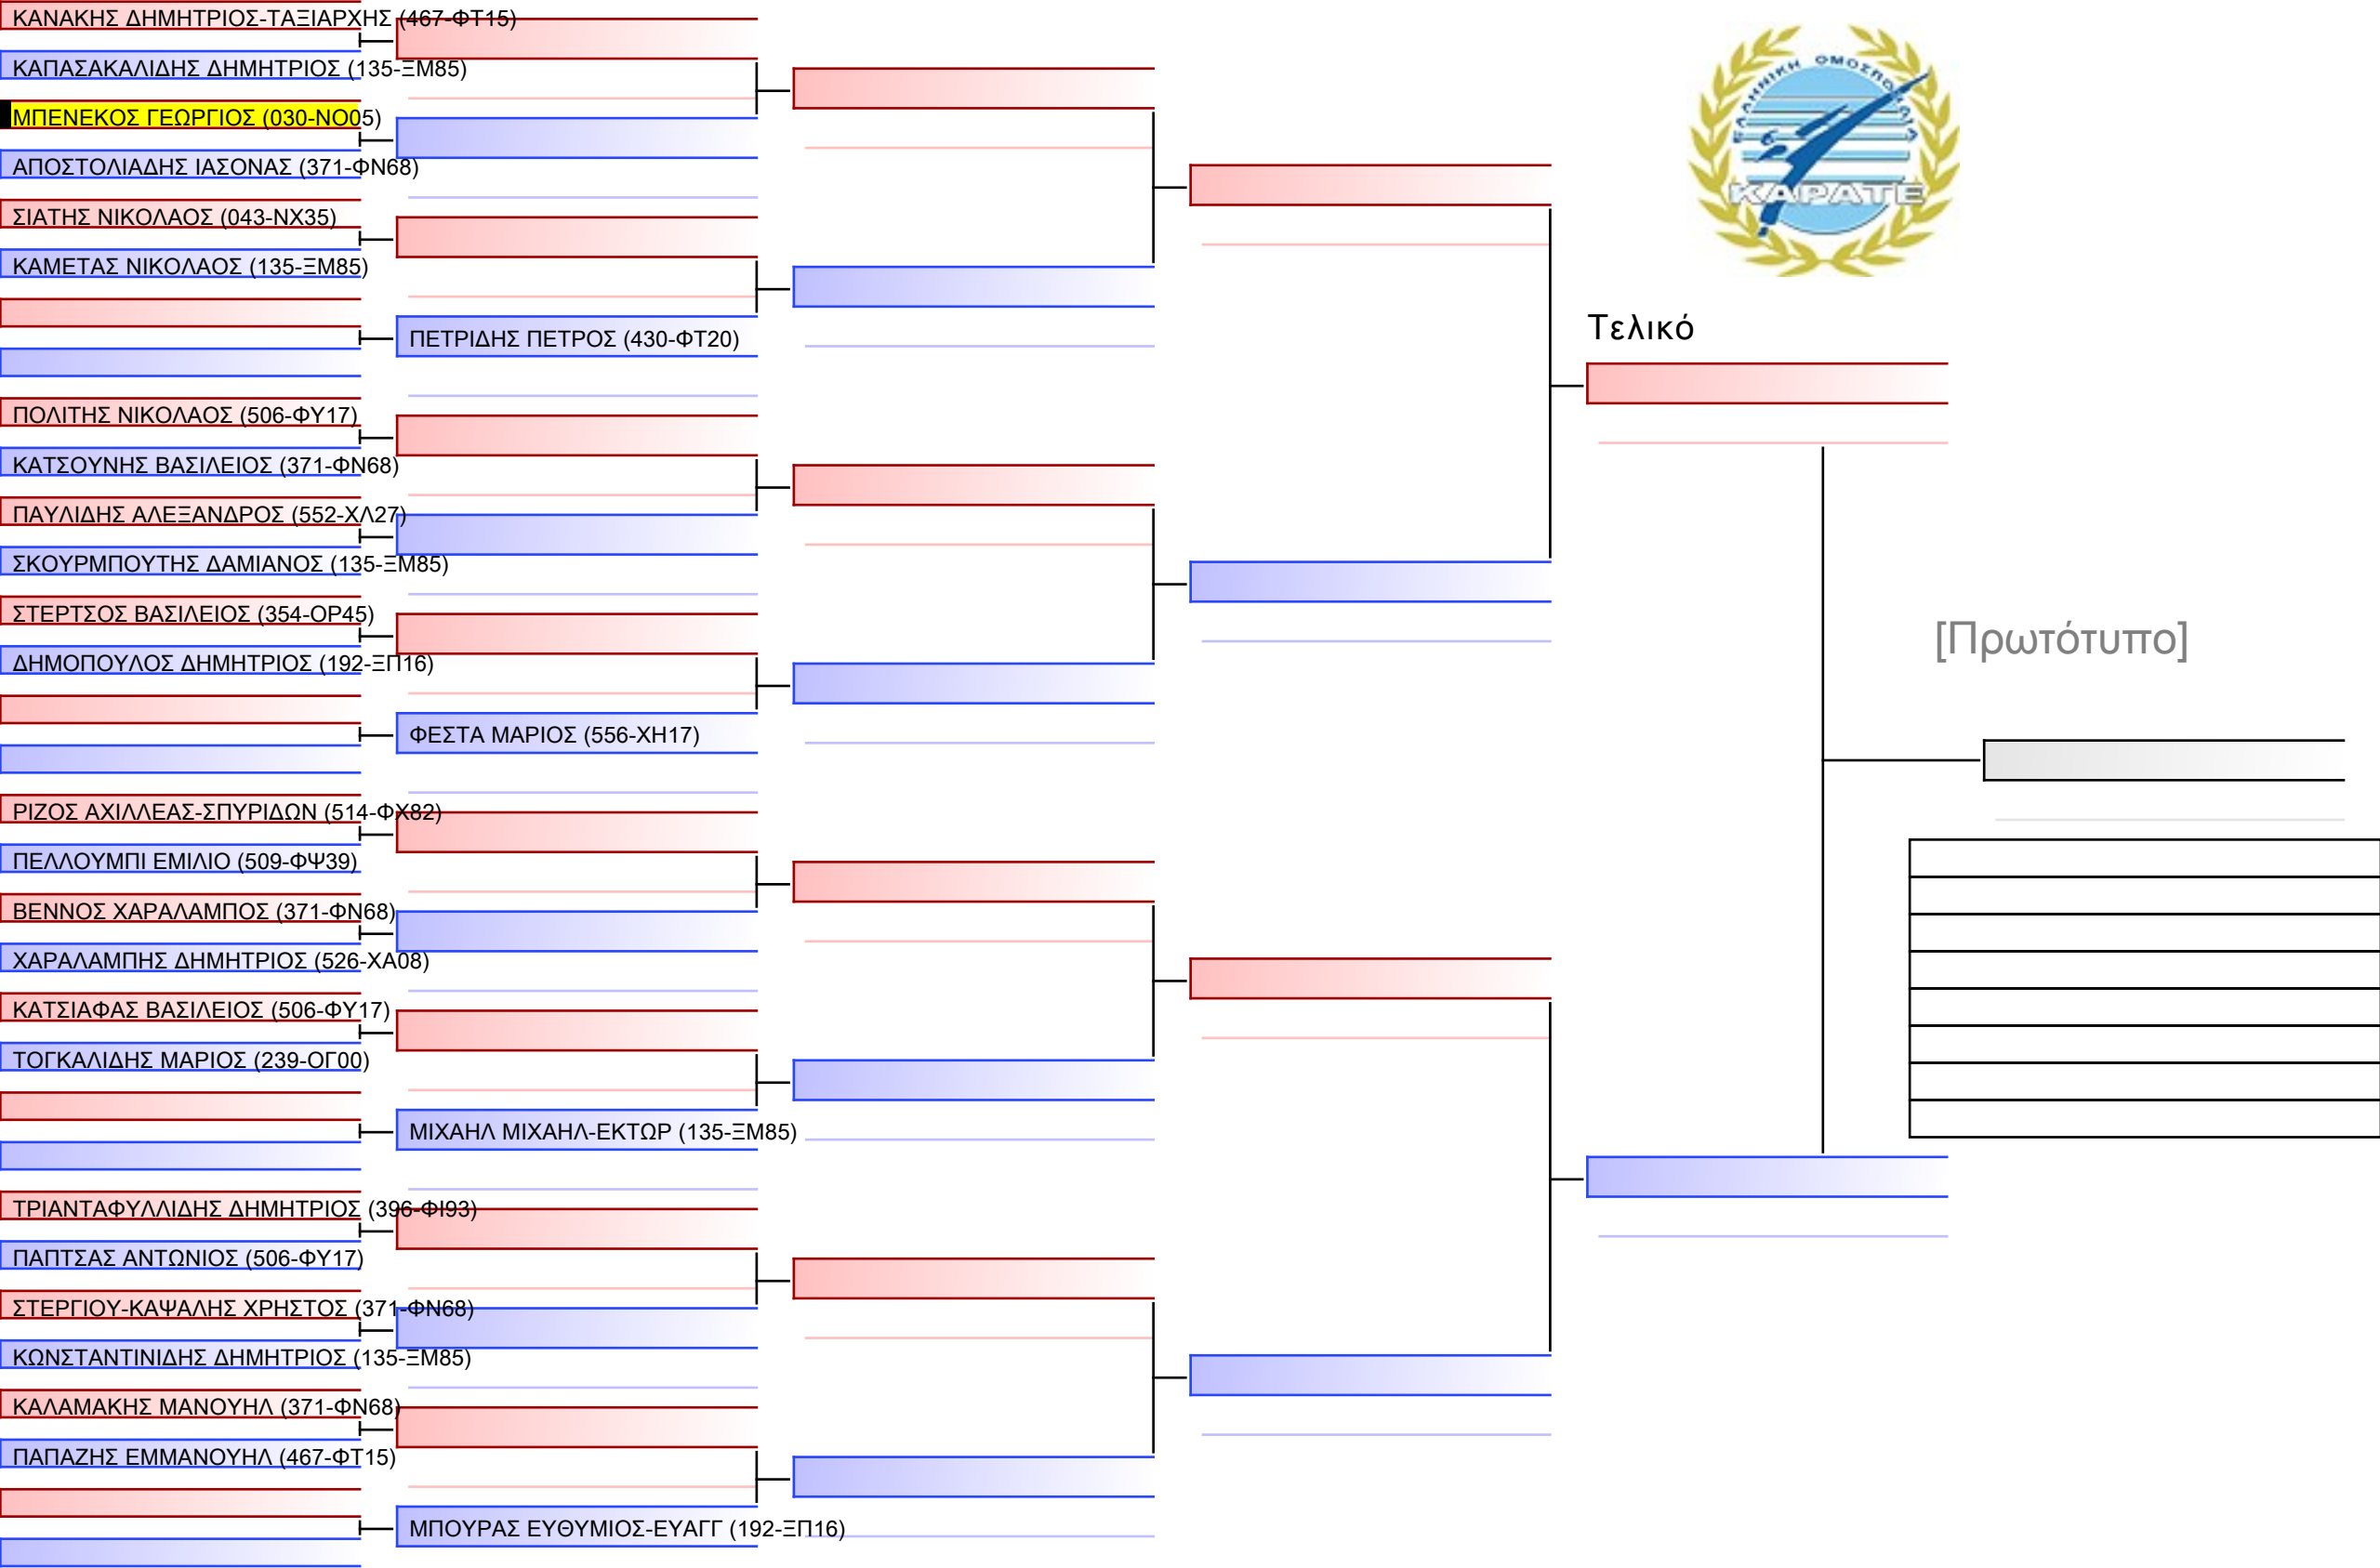 ΚΑΝΑΚΗΣ ΔΗΜΗΤΡΙΟΣ-ΤΑΞΙΑΡΧΗΣ (467-ΦΤ15)
ΚΑΠΑΣΑΚΑΛΙΔΗΣ ΔΗΜΗΤΡΙΟΣ (135-ΞΜ85)
ΜΠΕΝΕΚΟΣ ΓΕΩΡΓΙΟΣ (030-ΝΟ05)
ΑΠΟΣΤΟΛΙΑΔΗΣ ΙΑΣΟΝΑΣ (371-ΦΝ68)
ΣΙΑΤΗΣ ΝΙΚΟΛΑΟΣ (043-ΝΧ35)
ΚΑΜΕΤΑΣ ΝΙΚΟΛΑΟΣ (135-ΞΜ85)
ΠΕΤΡΙΔΗΣ ΠΕΤΡΟΣ (430-ΦΤ20)
ΠΟΛΙΤΗΣ ΝΙΚΟΛΑΟΣ (506-ΦΥ17)
ΚΑΤΣΟΥΝΗΣ ΒΑΣΙΛΕΙΟΣ (371-ΦΝ68)
ΠΑΥΛΙΔΗΣ ΑΛΕΞΑΝΔΡΟΣ (552-ΧΛ27)
ΣΚΟΥΡΜΠΟΥΤΗΣ ΔΑΜΙΑΝΟΣ (135-ΞΜ85)
ΣΤΕΡΤΣΟΣ ΒΑΣΙΛΕΙΟΣ (354-ΟΡ45)
ΔΗΜΟΠΟΥΛΟΣ ΔΗΜΗΤΡΙΟΣ (192-ΞΠ16)
ΦΕΣΤΑ ΜΑΡΙΟΣ (556-ΧΗ17)
ΡΙΖΟΣ ΑΧΙΛΛΕΑΣ-ΣΠΥΡΙΔΩΝ (514-ΦΧ82)
ΠΕΛΛΟΥΜΠΙ ΕΜΙΛΙΟ (509-ΦΨ39)
ΒΕΝΝΟΣ ΧΑΡΑΛΑΜΠΟΣ (371-ΦΝ68)
ΧΑΡΑΛΑΜΠΗΣ ΔΗΜΗΤΡΙΟΣ (526-ΧΑ08)
ΚΑΤΣΙΑΦΑΣ ΒΑΣΙΛΕΙΟΣ (506-ΦΥ17)
ΤΟΓΚΑΛΙΔΗΣ ΜΑΡΙΟΣ (239-ΟΓ00)
ΜΙΧΑΗΛ ΜΙΧΑΗΛ-ΕΚΤΩΡ (135-ΞΜ85)
ΤΡΙΑΝΤΑΦΥΛΛΙΔΗΣ ΔΗΜΗΤΡΙΟΣ (396-ΦΙ93)
ΠΑΠΤΣΑΣ ΑΝΤΩΝΙΟΣ (506-ΦΥ17)
ΣΤΕΡΓΙΟΥ-ΚΑΨΑΛΗΣ ΧΡΗΣΤΟΣ (371-ΦΝ68)
ΚΩΝΣΤΑΝΤΙΝΙΔΗΣ ΔΗΜΗΤΡΙΟΣ (135-ΞΜ85)
ΚΑΛΑΜΑΚΗΣ ΜΑΝΟΥΗΛ (371-ΦΝ68)
ΠΑΠΑΖΗΣ ΕΜΜΑΝΟΥΗΛ (467-ΦΤ15)
ΜΠΟΥΡΑΣ ΕΥΘΥΜΙΟΣ-ΕΥΑΓΓ (192-ΞΠ16)
ΕΛΛΗΝΙΚΗ ΟΜΟΣΠΟΝΔΙΑ
ΚΑΡΑΤΕ
Τελικό
[Πρωτότυπο]